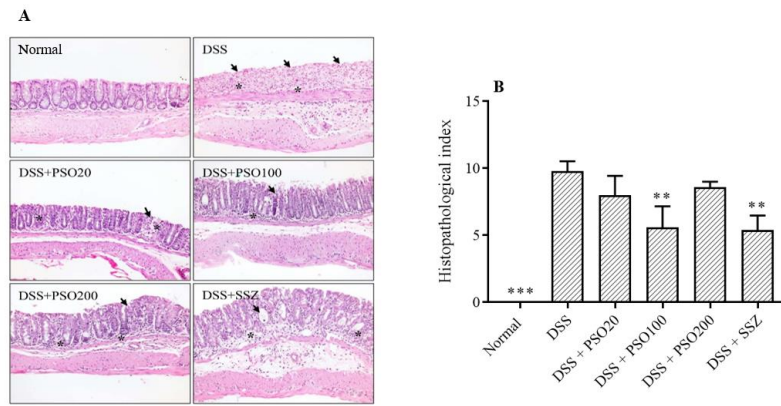 A
Normal
DSS
*
*
DSS+PSO20
*
*
DSS+PSO100
*
DSS+PSO200
*
*
DSS+SSZ
*
*
B
Histopathological index
15
10
5
0
***
**
**
Normal
DSS
DSS + PSO20
DSS + PSO100
DSS + PSO200
DSS + SSZ